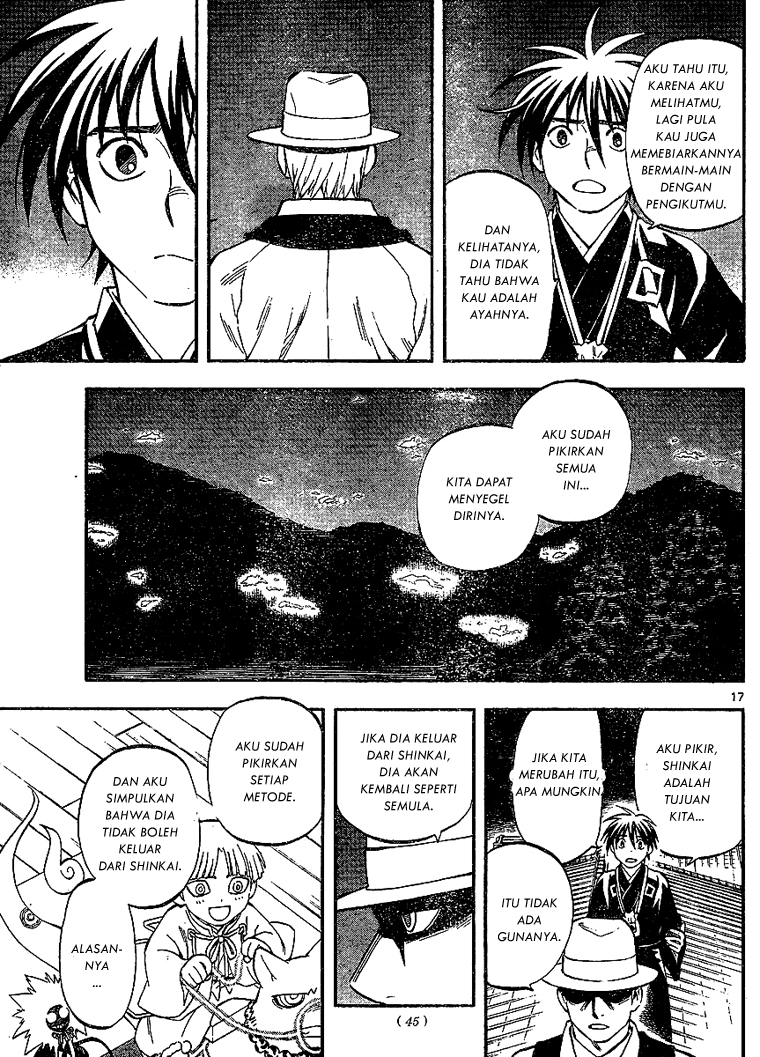 AKU TAHU ITU,
KARENA AKU
MELIHATMU,
LAGI PULA
KAU JUGA
MEMEBIARKANNYA
BERMAIN-MAIN
DENGAN
PENGIKUTMU.
DAN
KELIHATANYA,
DIA TIDAK
TAHU BAHWA
KAU ADALAH
AYAHNYA.
AKU SUDAH
PIKIRKAN
SEMUA
INI...
KITA DAPAT
MENYEGEL
DIRINYA.
17
AKU PIKIR,
SHINKAI
ADALAH
TUJUAN
KITA...
JIKA KITA
MERUBAH ITU,
APA MUNGKIN
ITU TIDAK
ADA
GUNANYA.
JIKA DIA KELUAR
DARI SHINKAI,
DIA AKAN
KEMBALI SEPERTI
SEMULA.
AKU SUDAH
PIKIRKAN
SETIAP
METODE.
DAN AKU
SIMPULKAN
BAHWA DIA
TIDAK BOLEH
KELUAR
DARI SHINKAI.
ALASAN-
NYA
...
(45)